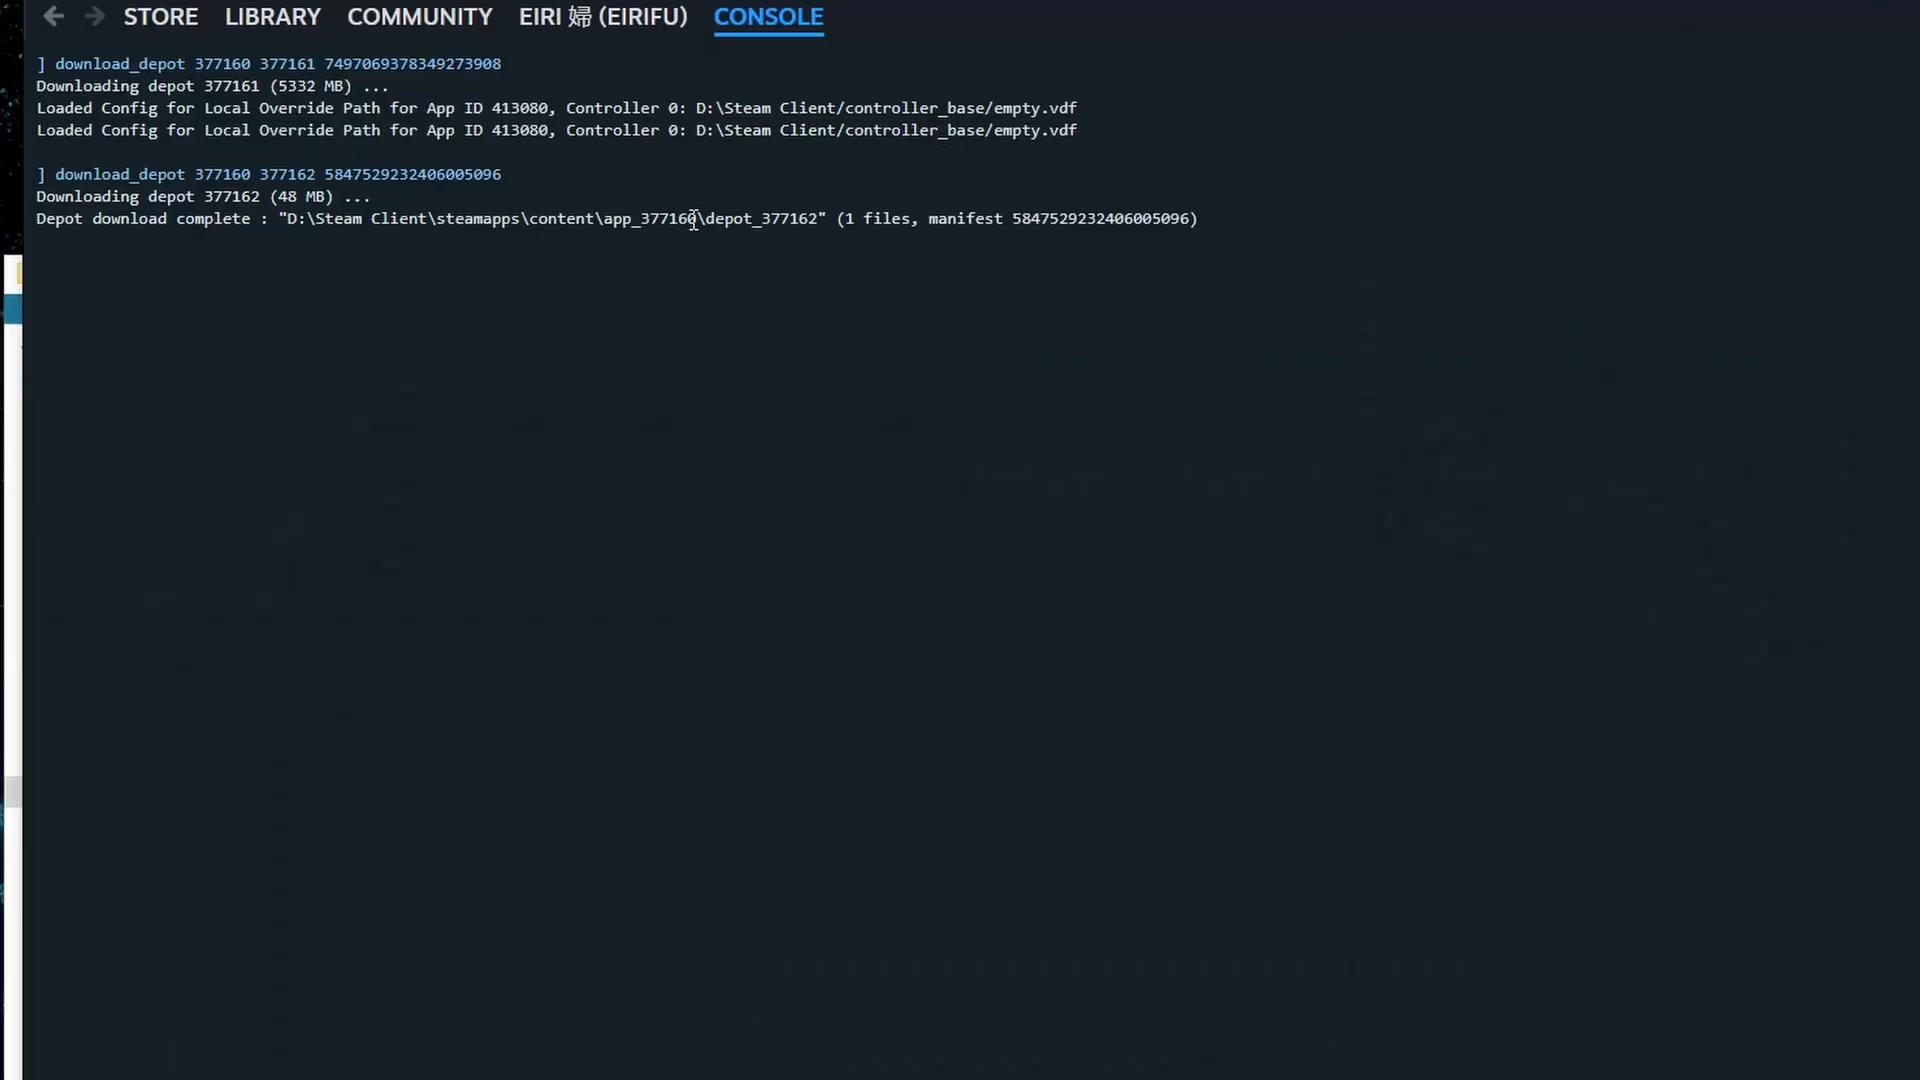 STORE LIBRARY COMMUNITY EIRI 婦 (EIRIFU) CONSOLE
] download_depot 377160 377161 7497069378349273908
Downloading depot 377161 (5332 MB) ...
Loaded Config for Local Override Path for App ID 413080, Controller 0: D:\Steam Client/controller_base/empty.vdf
Loaded Config for Local Override Path for App ID 413080, Controller 0: D:\Steam Client/controller_base/empty.vdf
] download_depot 377160 377162 5847529232406005096
Downloading depot 377162 (48 MB) ...
Depot download complete : "D:\Steam Client\steamapps\content\app_377160\depot_377162" (1 files, manifest 5847529232406005096)